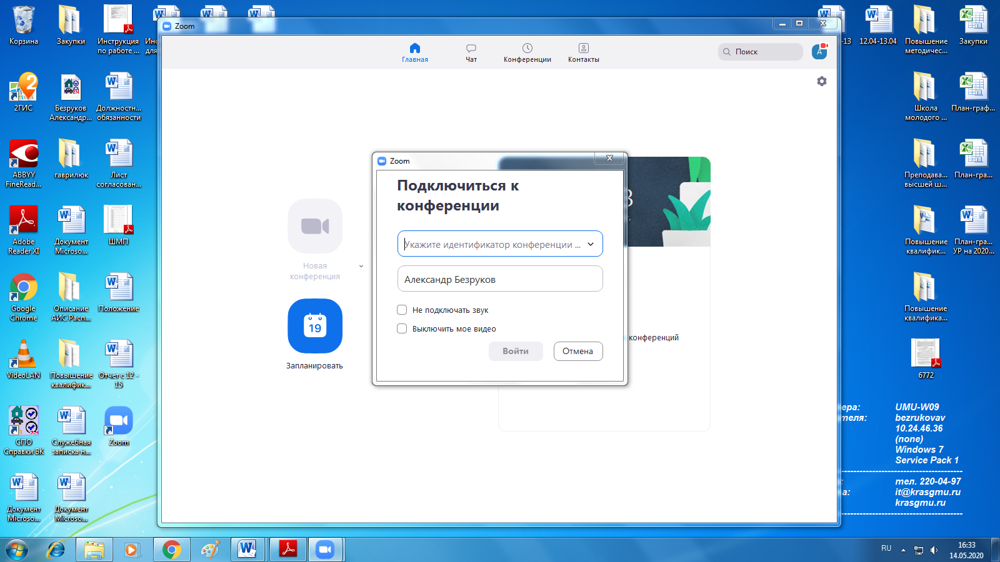 Корзина
Закупки
Инструкция
по работе ...
Инс
для
-13
12.04-13.04
Повышение
методичес...
Закупки
2ГИС
Безруков
Александр...
Должностн...
обязанности
Школа
молодого ...
План-граф...
ABBYY
FineRead...
гаврилюк
Лист
согласован...
Преподава...
высшей ш...
План-гра...
Adobe
Reader XI
Документ
Microso...
ШМП
Повышение
квалифик...
План-гра...
УР на 2020...
Google
Chrome
Описание
АИС Расп...
Положение
Повышение
квалифика...
VideoLAN
Повышение
квалифик...
Отчет с 12 -
15
6772
СПО
Справки БК
Служебная
записка н...
Zoom
Документ
Microso...
Документ
Microso...
Zoom
Главная
Чат
Конференции
Контакты
Поиск
А
Новая
конференция
19
Запланировать
конференций
Zoom
Подключиться к
конференции
Укажите идентификатор конференции ...
Александр Безруков
Не подключать звук
Выключить мое видео
Войти
Отмена
ера: UMU-W09
теля: bezrukovav
10.24.46.36
(none)
Windows 7
Service Pack 1
: тел. 220-04-97
а: it@krasgmu.ru
krasgmu.ru
RU
16:33
14.05.2020